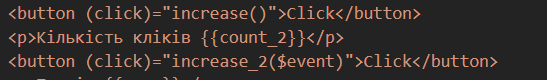 <button (click)="increase()">Click</button>
<p>Кількість кліків {{count_2}}</p>
<button (click)="increase_2($event)">Click</button>